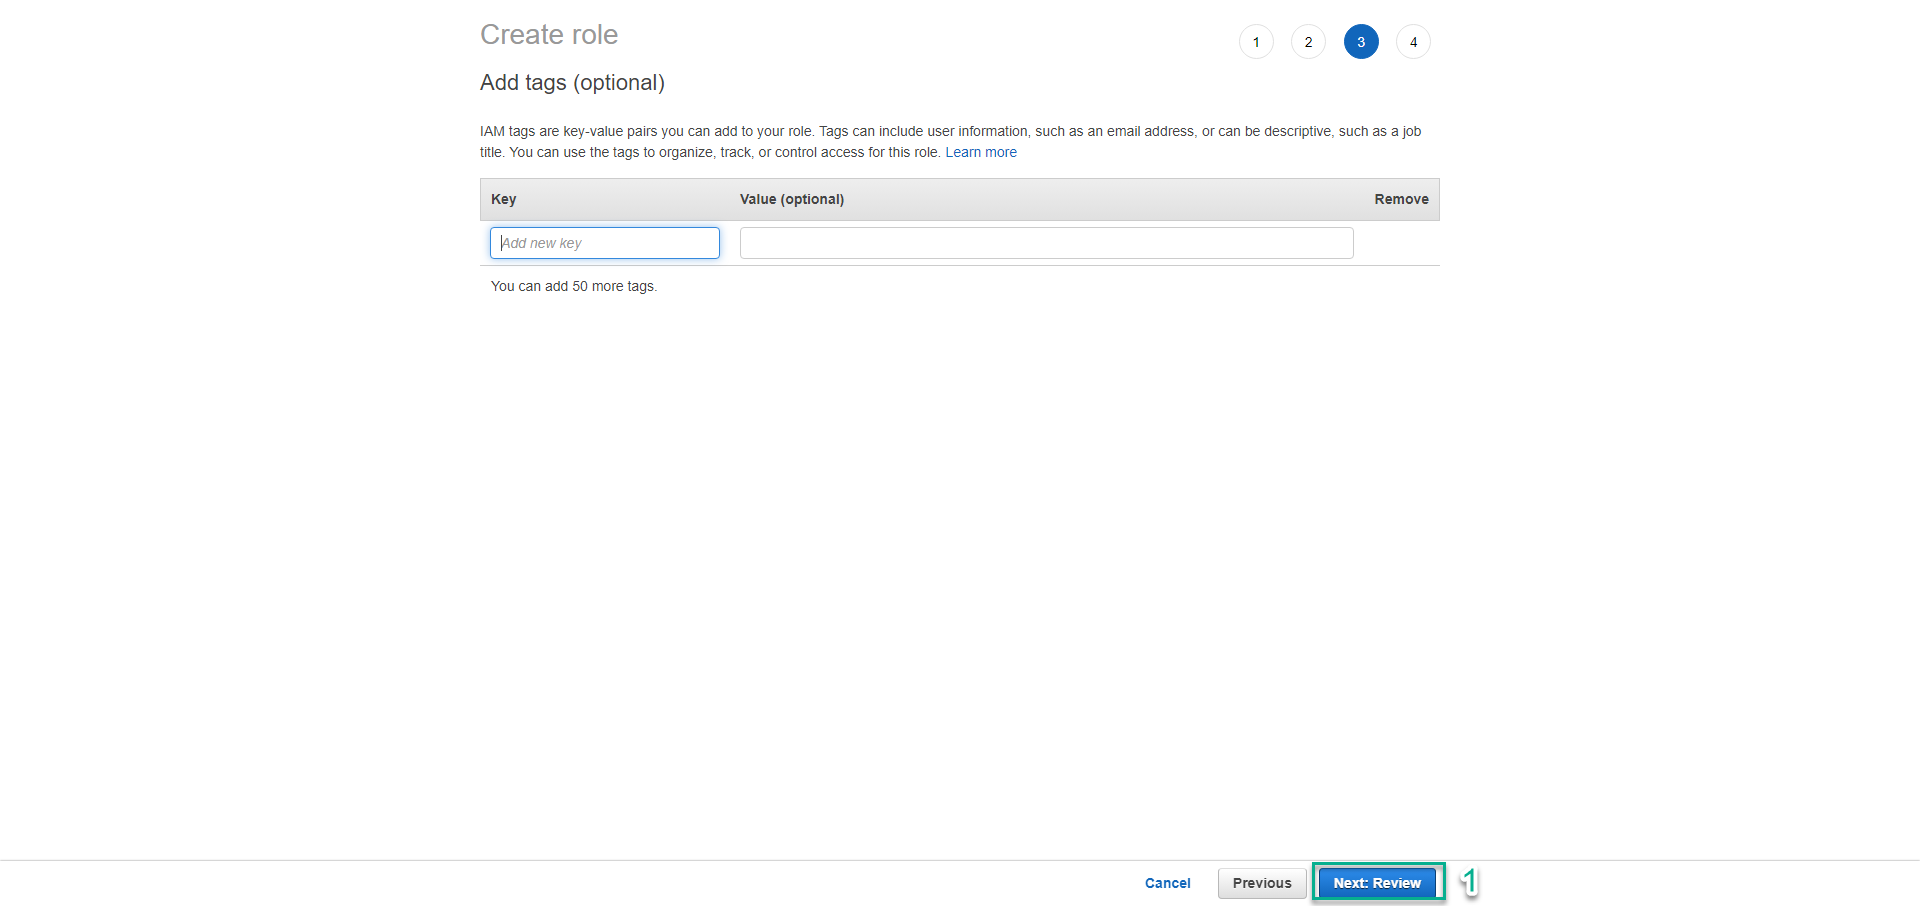 Create role
1 2 3 4
Add tags (optional)
IAM tags are key-value pairs you can add to your role. Tags can include user information, such as an email address, or can be descriptive, such as a job
title. You can use the tags to organize, track, or control access for this role. Learn more
Key Value (optional) Remove
Add new key
You can add 50 more tags.
Cancel Previous Next: Review 1